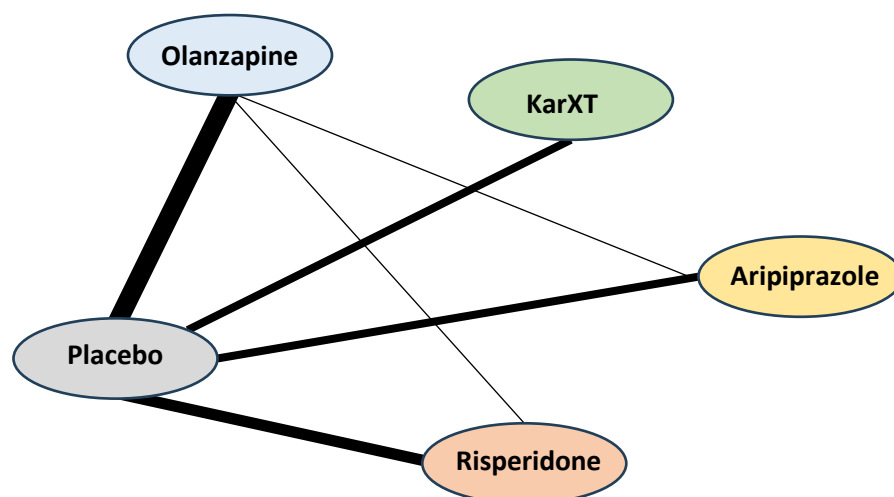 Olanzapine
KarXT
Aripiprazole
Placebo
Risperidone